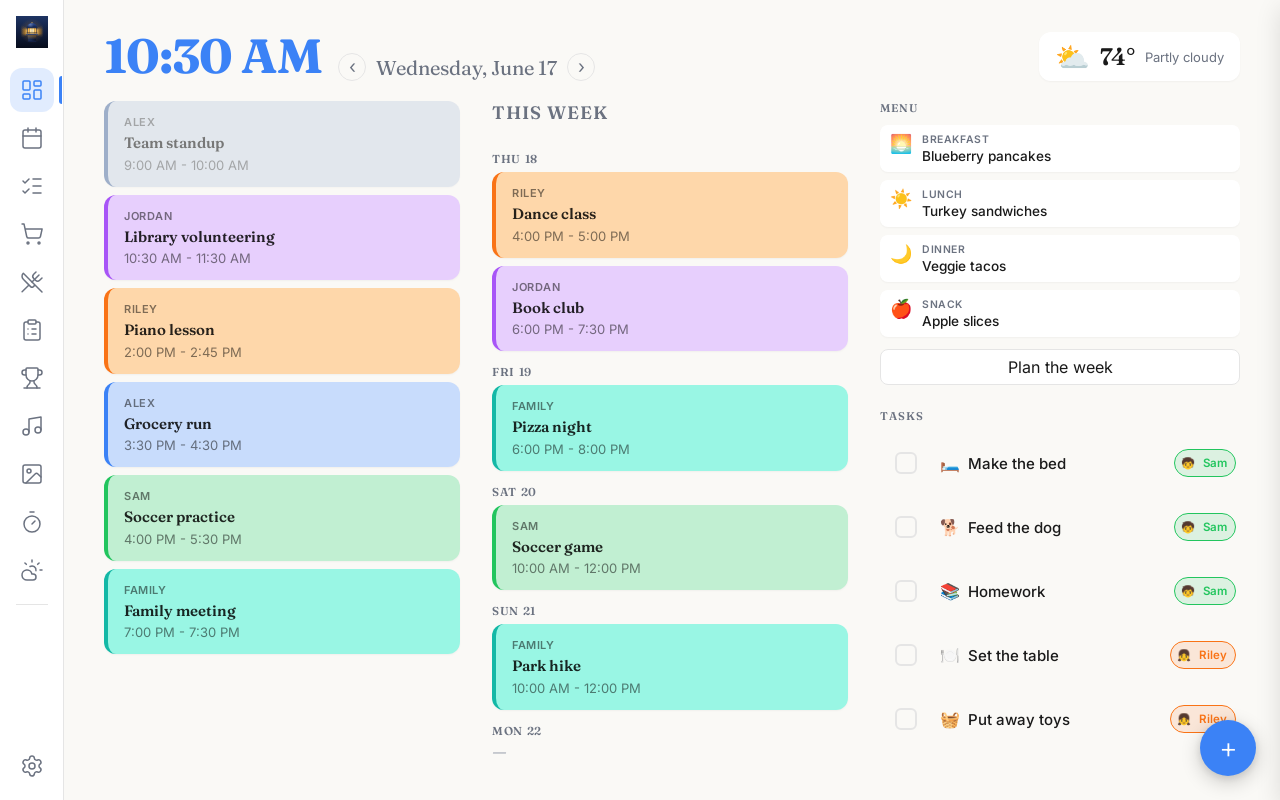 10:30 AM
Wednesday, June 17
74°
Partly cloudy
ALEX
Team standup
9:00 AM - 10:00 AM
JORDAN
Library volunteering
10:30 AM - 11:30 AM
RILEY
Piano lesson
2:00 PM - 2:45 PM
ALEX
Grocery run
3:30 PM - 4:30 PM
SAM
Soccer practice
4:00 PM - 5:30 PM
FAMILY
Family meeting
7:00 PM - 7:30 PM
THIS WEEK
THU 18
RILEY
Dance class
4:00 PM - 5:00 PM
JORDAN
Book club
6:00 PM - 7:30 PM
FRI 19
FAMILY
Pizza night
6:00 PM - 8:00 PM
SAT 20
SAM
Soccer game
10:00 AM - 12:00 PM
SUN 21
FAMILY
Park hike
10:00 AM - 12:00 PM
MON 22
—
MENU
BREAKFAST
Blueberry pancakes
LUNCH
Turkey sandwiches
DINNER
Veggie tacos
SNACK
Apple slices
Plan the week
TASKS
Make the bed Sam
Feed the dog Sam
Homework Sam
Set the table Riley
Put away toys Riley
+